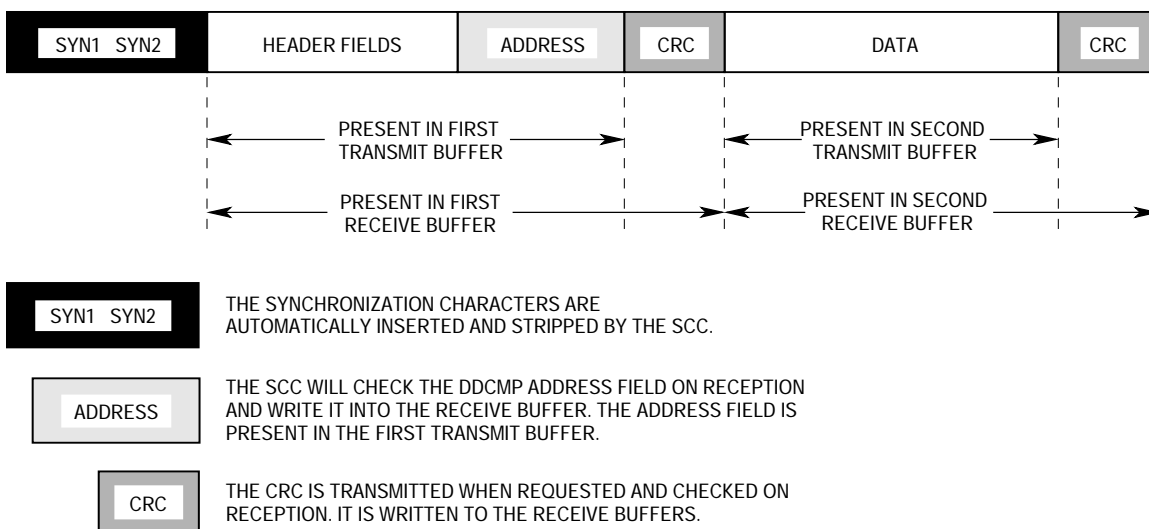 SYN1 SYN2 HEADER FIELDS ADDRESS CRC DATA CRC
PRESENT IN FIRST
TRANSMIT BUFFER
PRESENT IN SECOND
TRANSMIT BUFFER
PRESENT IN FIRST
RECEIVE BUFFER
PRESENT IN SECOND
RECEIVE BUFFER
SYN1 SYN2
THE SYNCHRONIZATION CHARACTERS ARE
AUTOMATICALLY INSERTED AND STRIPPED BY THE SCC.
ADDRESS
THE SCC WILL CHECK THE DDCMP ADDRESS FIELD ON RECEPTION
AND WRITE IT INTO THE RECEIVE BUFFER. THE ADDRESS FIELD IS
PRESENT IN THE FIRST TRANSMIT BUFFER.
CRC
THE CRC IS TRANSMITTED WHEN REQUESTED AND CHECKED ON
RECEPTION. IT IS WRITTEN TO THE RECEIVE BUFFERS.